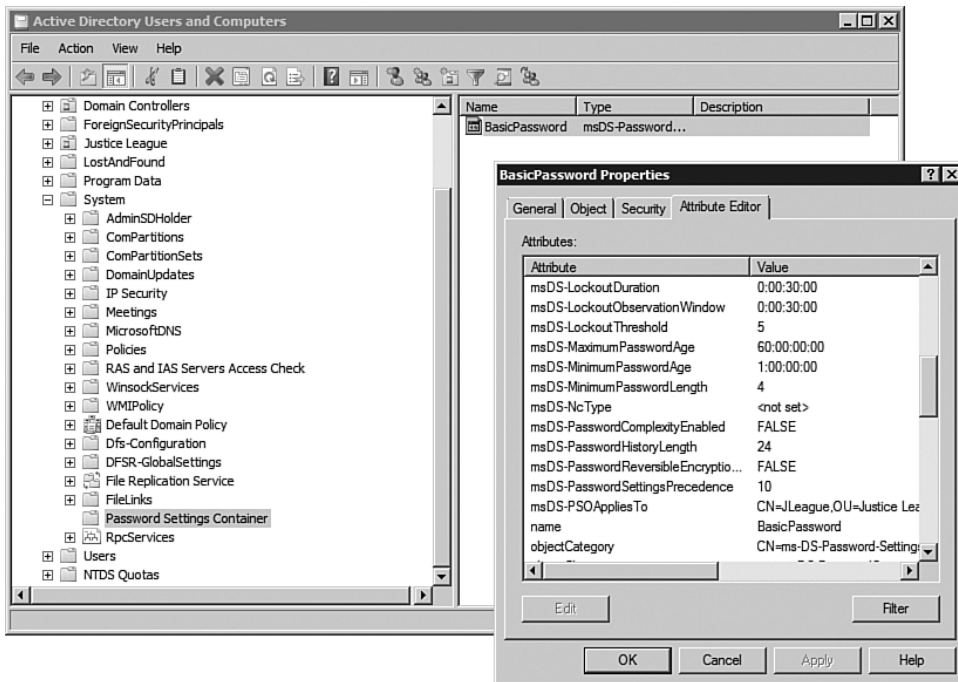 Active Directory Users and Computers
File Action View Help
Domain Controllers
ForeignSecurityPrincipals
Justice League
LostAndFound
Program Data
System
AdminSDHolder
ComPartitions
ComPartitionSets
DomainUpdates
IP Security
Meetings
MicrosoftDNS
Policies
RAS and IAS Servers Access Check
WinsockServices
WMIPolicy
Default Domain Policy
Dfs-Configuration
DFSR-GlobalSettings
File Replication Service
FileLinks
Password Settings Container
RpcServices
Users
NTDS Quotas
Name Type Description
BasicPassword msDS-Password...
BasicPassword Properties
General Object Security Attribute Editor
Attributes:
Attribute Value
msDS-LockoutDuration 0:00:30:00
msDS-LockoutObservationWindow 0:00:30:00
msDS-LockoutThreshold 5
msDS-MaximumPasswordAge 60:00:00:00
msDS-MinimumPasswordAge 1:00:00:00
msDS-MinimumPasswordLength 4
msDS-NcType <not set>
msDS-PasswordComplexityEnabled FALSE
msDS-PasswordHistoryLength 24
msDS-PasswordReversibleEncryptio... FALSE
msDS-PasswordSettingsPrecedence 10
msDS-PSOAppliesTo CN=JLeague,OU=Justice Lea
name BasicPassword
objectCategory CN=ms-DS-Password-Settings
Edit Filter
OK Cancel Apply Help